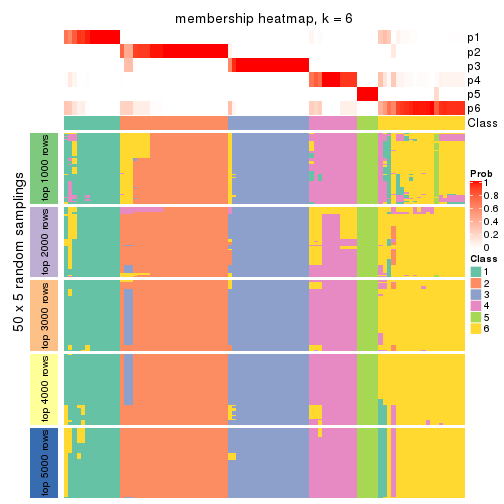 membership heatmap, k = 6
p1
p2
p3
p4
p5
p6
Class
50 x 5 random samplings
top 1000 rows
top 2000 rows
top 3000 rows
top 4000 rows
top 5000 rows
Prob
1
0.8
0.6
0.4
0.2
0
Class
1
2
3
4
5
6